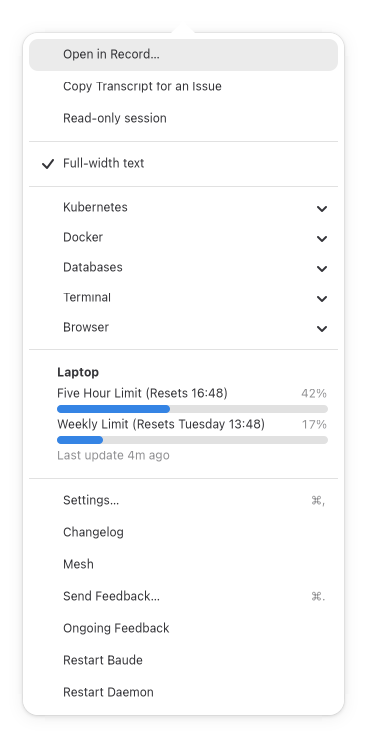 Open in Record...
Copy Transcript for an Issue
Read-only session
Full-width text
Kubernetes
Docker
Databases
Terminal
Browser
Laptop
Five Hour Limit (Resets 16:48) 42%
Weekly Limit (Resets Tuesday 13:48) 17%
Last update 4m ago
Settings... ⌘,
Changelog
Mesh
Send Feedback... ⌘.
Ongoing Feedback
Restart Baude
Restart Daemon